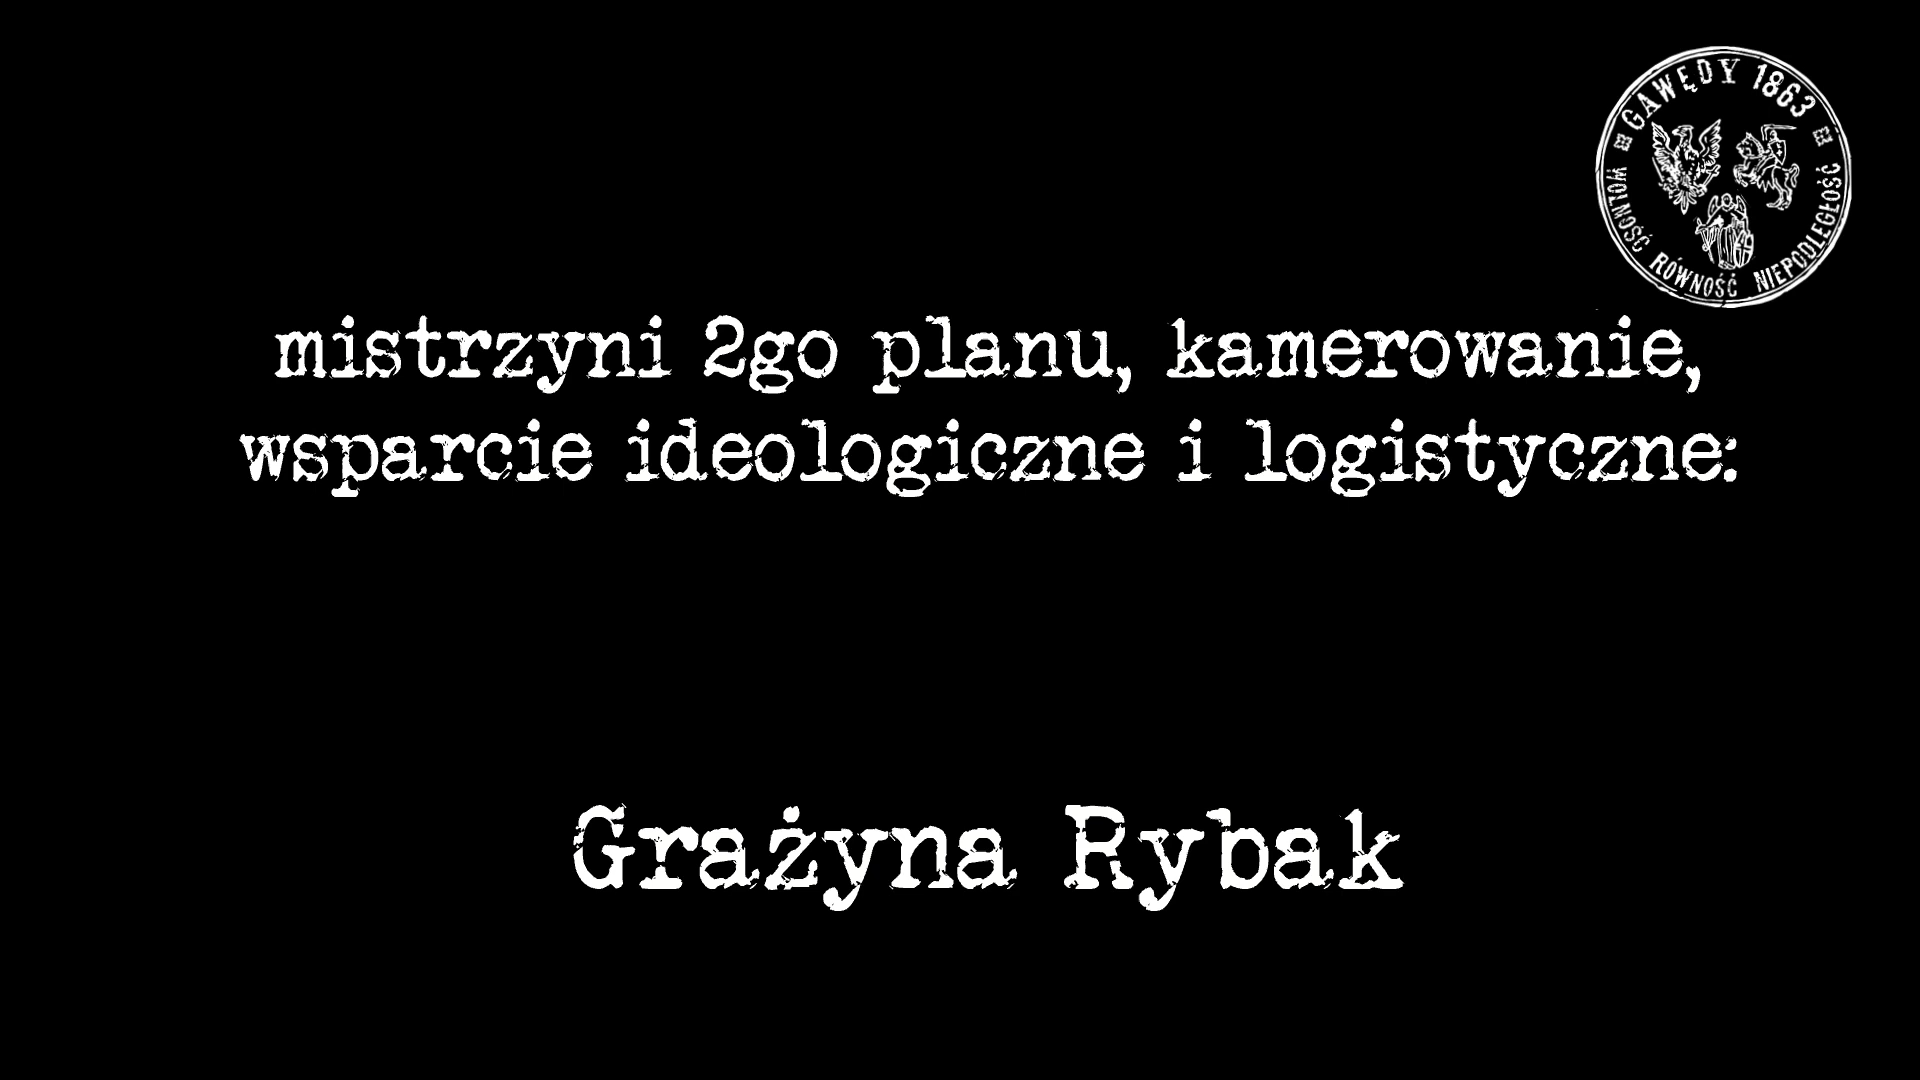 GAWĘDY 1863
WOLNOŚĆ RÓWNOŚĆ NIEPODLEGŁOŚĆ
mistrzyni 2go planu, kamerowanie,
wsparcie ideologiczne i logistyczne:
Grażyna Rybak